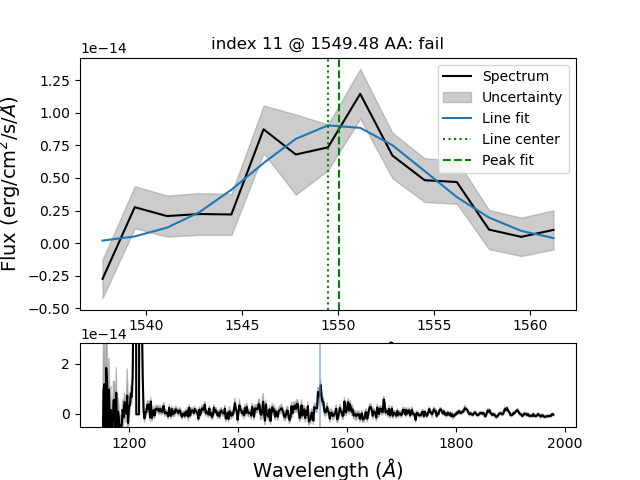 index 11 @ 1549.48 AA: fail
1e−14
Flux (erg/cm²/s/Å)
1.25
1.00
0.75
0.50
0.25
0.00
−0.25
−0.50
Spectrum
Uncertainty
Line fit
Line center
Peak fit
1540
1545
1550
1555
1560
1e−14
2
0
1200
1400
1600
1800
2000
Wavelength (Å)